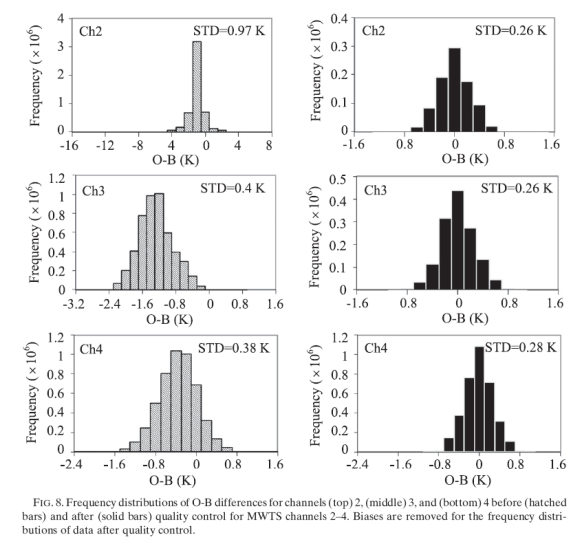 Ch2
STD=0.97 K
Frequency (×10⁶)
4
3
2
1
0
-16 -12 -8 -4 0 4 8
O-B (K)
Ch2
STD=0.26 K
Frequency (×10⁶)
0.4
0.3
0.2
0.1
0
-1.6 0.8 0 0.8 1.6
O-B (K)
Ch3
STD=0.4 K
Frequency (×10⁶)
1.2
1
0.8
0.6
0.4
0.2
0
-3.2 -2.4 -1.6 -0.8 0 0.8 1.6
O-B (K)
Ch3
STD=0.26 K
Frequency (×10⁶)
0.5
0.4
0.3
0.2
0.1
0
-1.6 0.8 0 0.8 1.6
O-B (K)
Ch4
STD=0.38 K
Frequency (×10⁶)
1.2
1
0.8
0.6
0.4
0.2
0
-2.4 -1.6 -0.8 0 0.8 1.6
O-B (K)
Ch4
STD=0.28 K
Frequency (×10⁶)
1.2
1
0.8
0.6
0.4
0.2
0
-2.4 -1.6 -0.8 0 0.8 1.6
O-B (K)
FIG. 8. Frequency distributions of O-B differences for channels (top) 2, (middle) 3, and (bottom) 4 before (hatched
bars) and after (solid bars) quality control for MWTS channels 2–4. Biases are removed for the frequency distri-
butions of data after quality control.